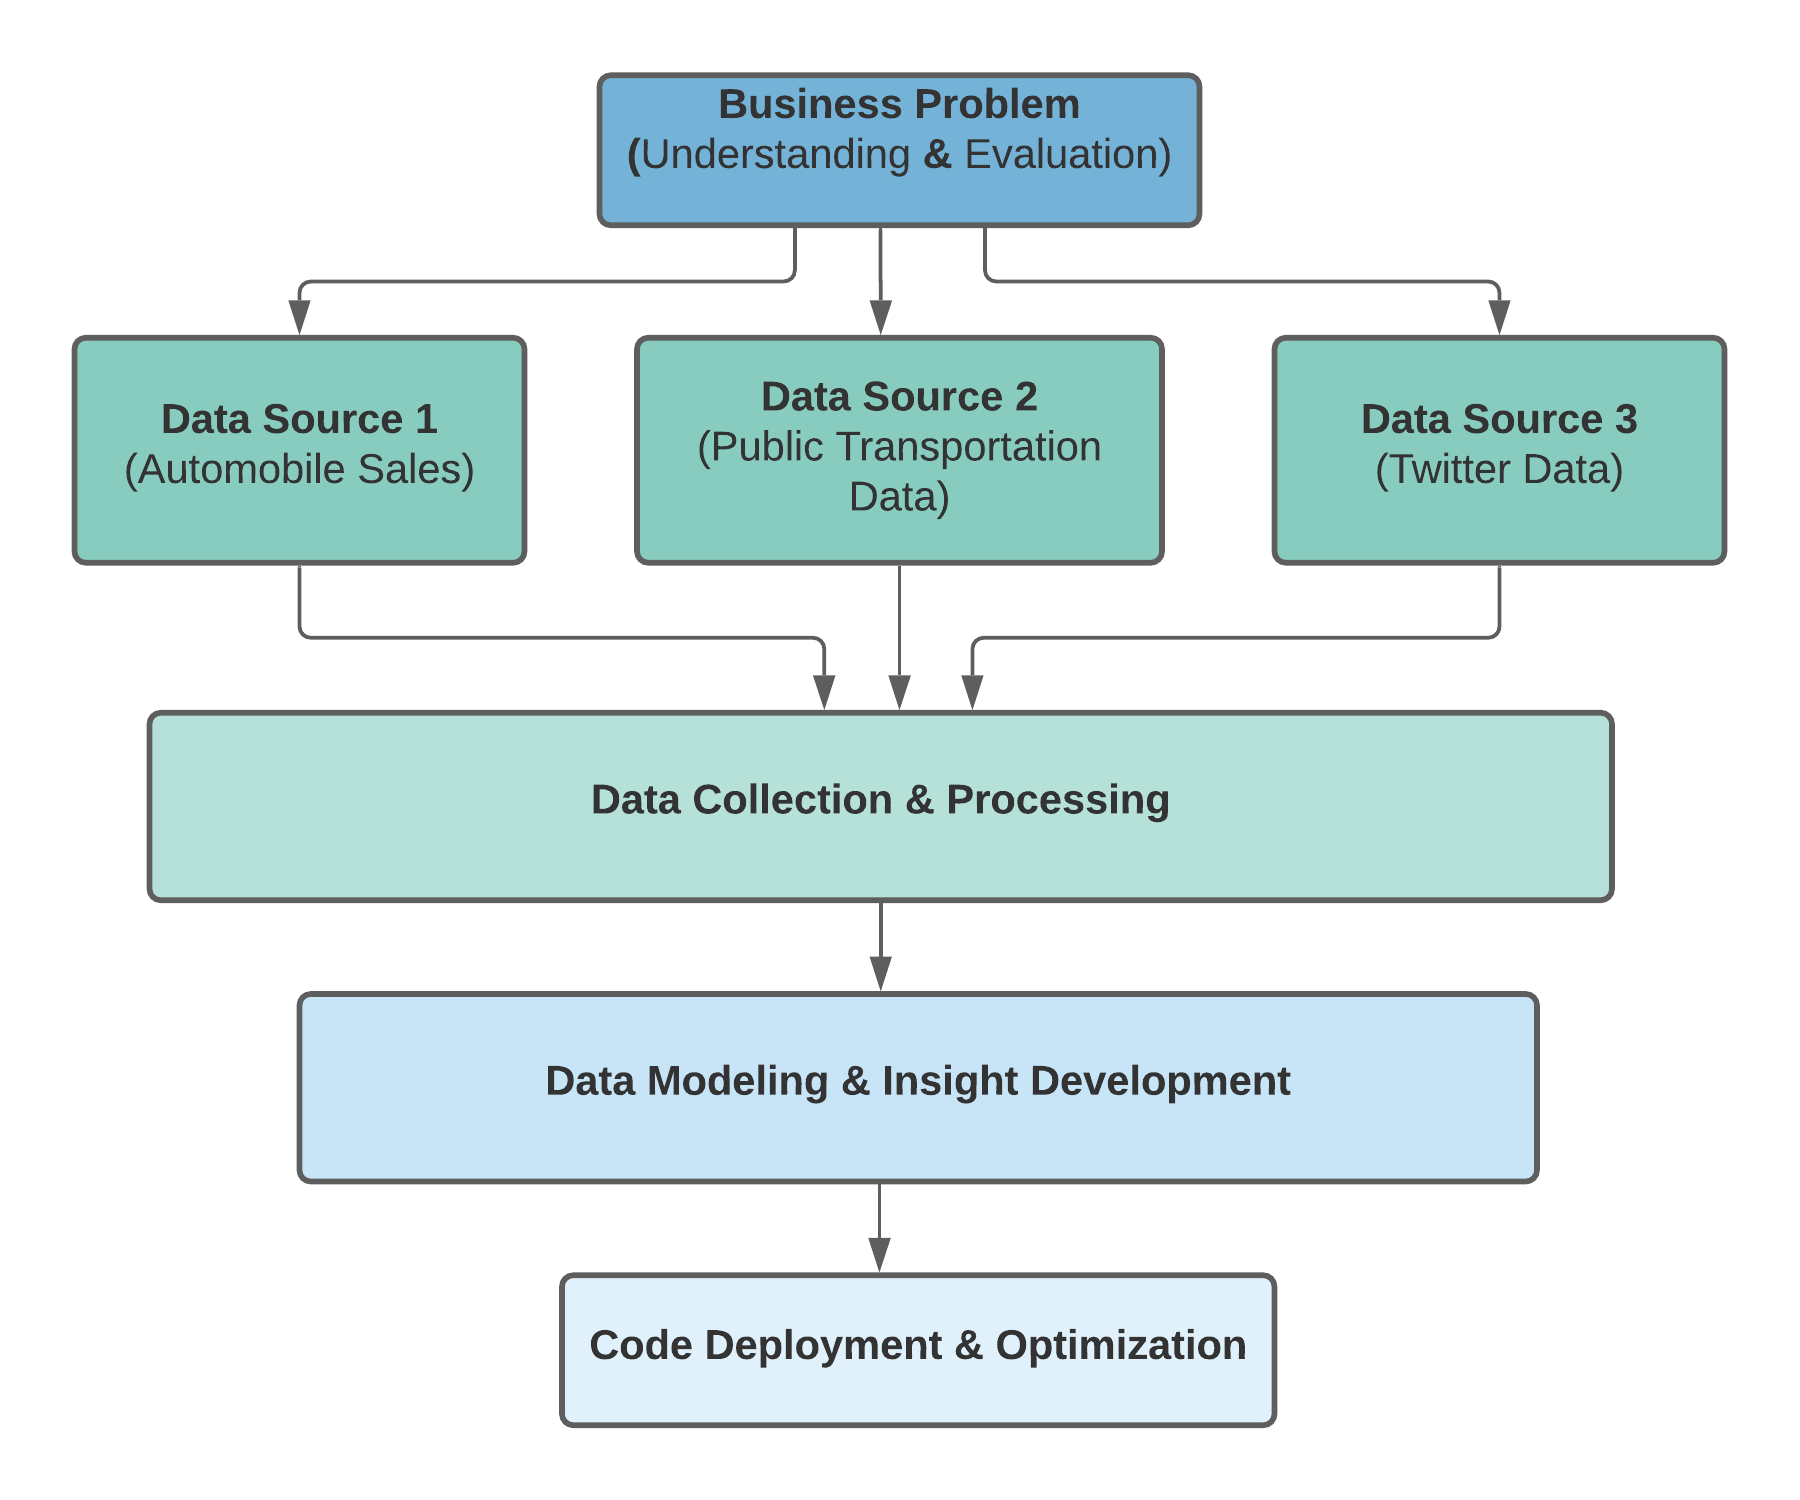 Business Problem
(Understanding & Evaluation)
Data Source 1
(Automobile Sales)
Data Source 2
(Public Transportation
Data)
Data Source 3
(Twitter Data)
Data Collection & Processing
Data Modeling & Insight Development
Code Deployment & Optimization